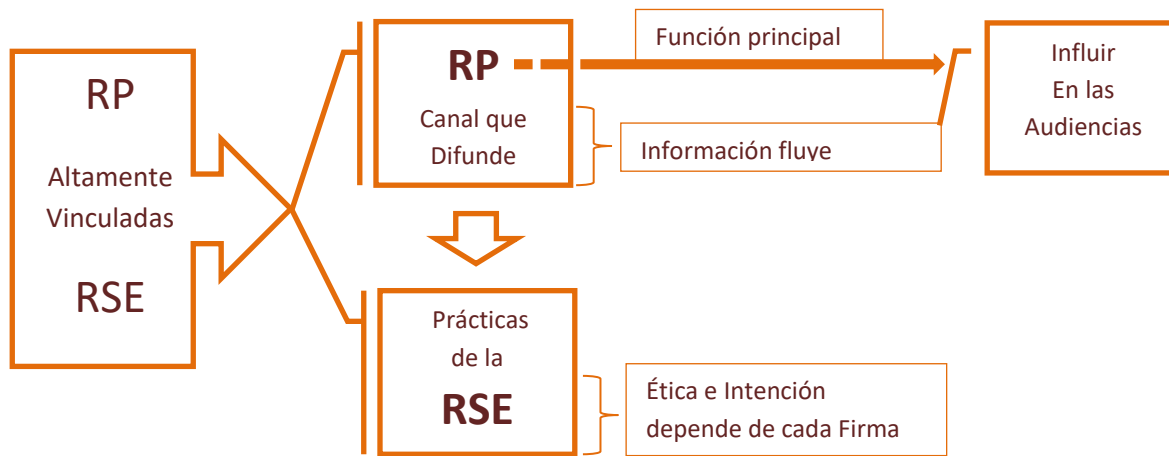 RP
Altamente
Vinculadas
RSE
RP
Canal que
Difunde
Función principal
Información fluye
Influir
En las
Audiencias
Prácticas
de la
RSE
Ética e Intención
depende de cada Firma